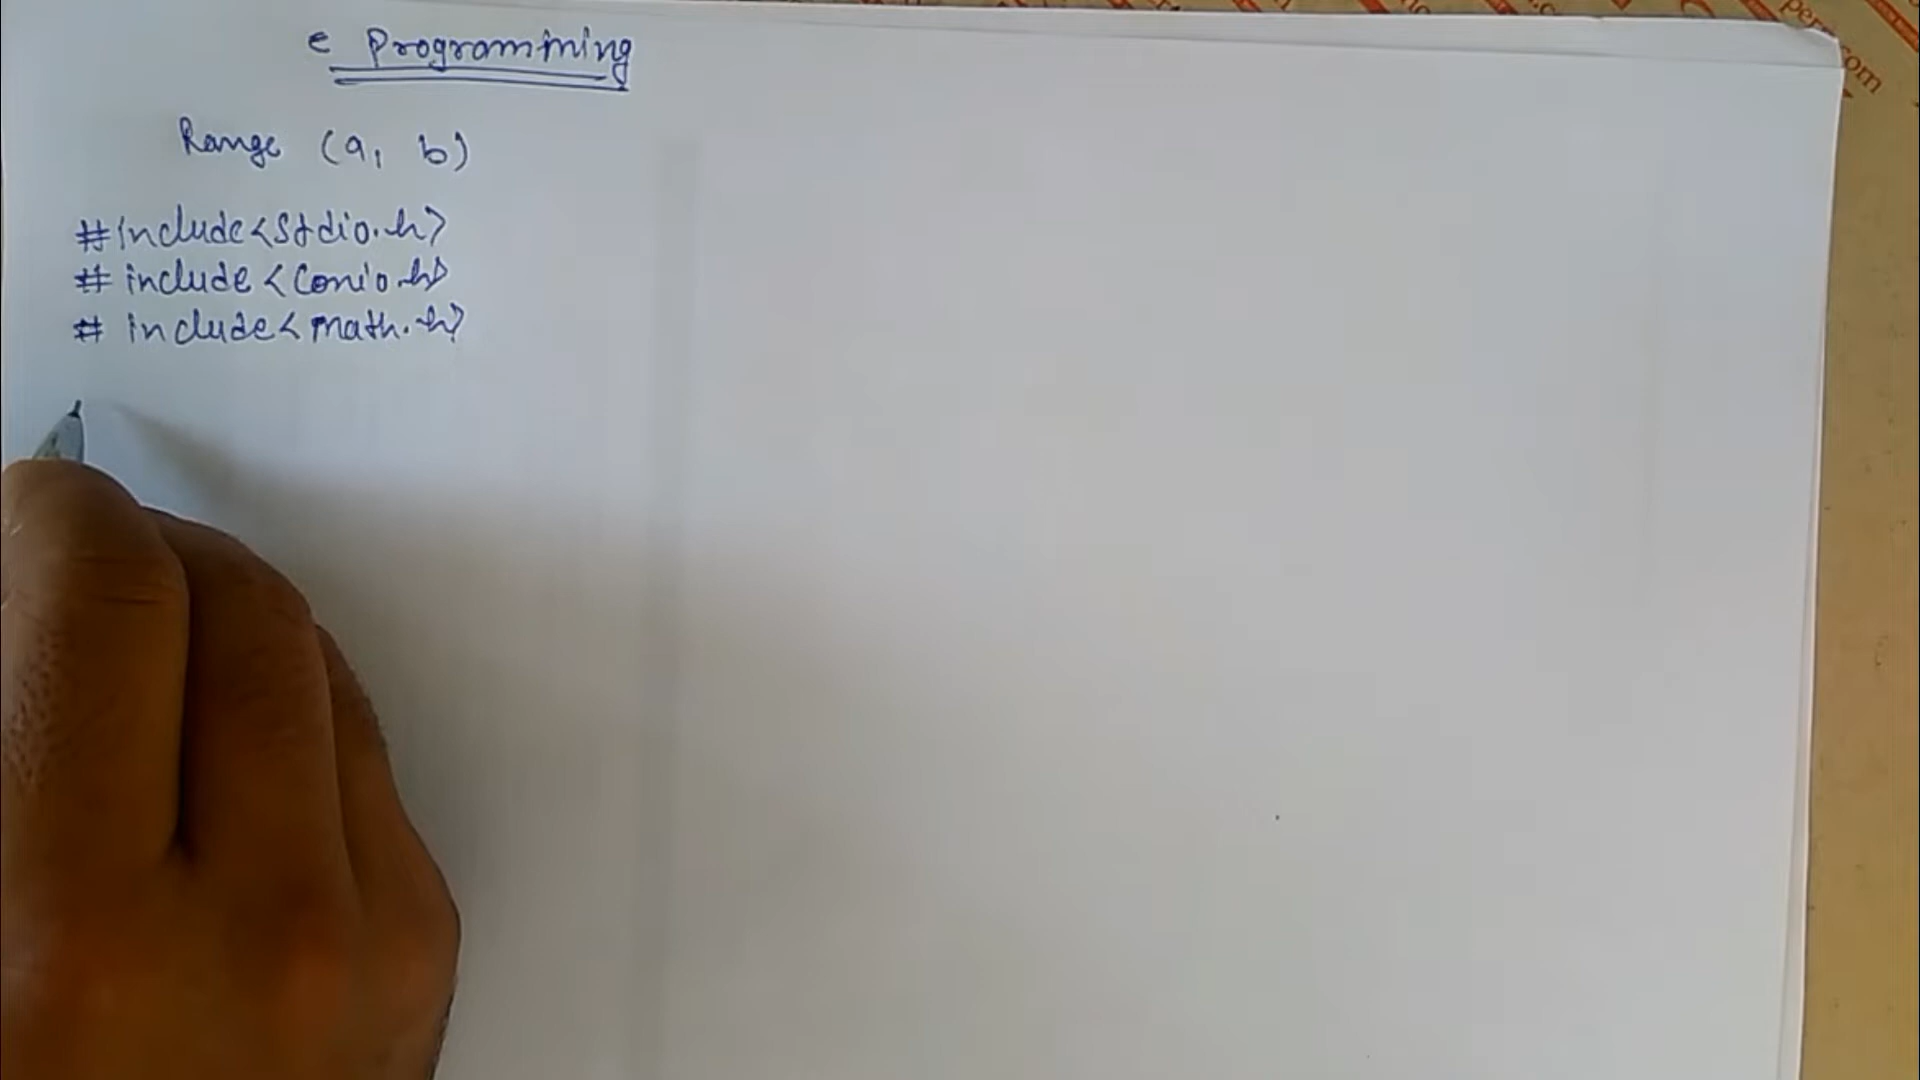 c Programming
Range (a, b)
#include<stdio.h>
# include <conio.h>
# include< math.h>